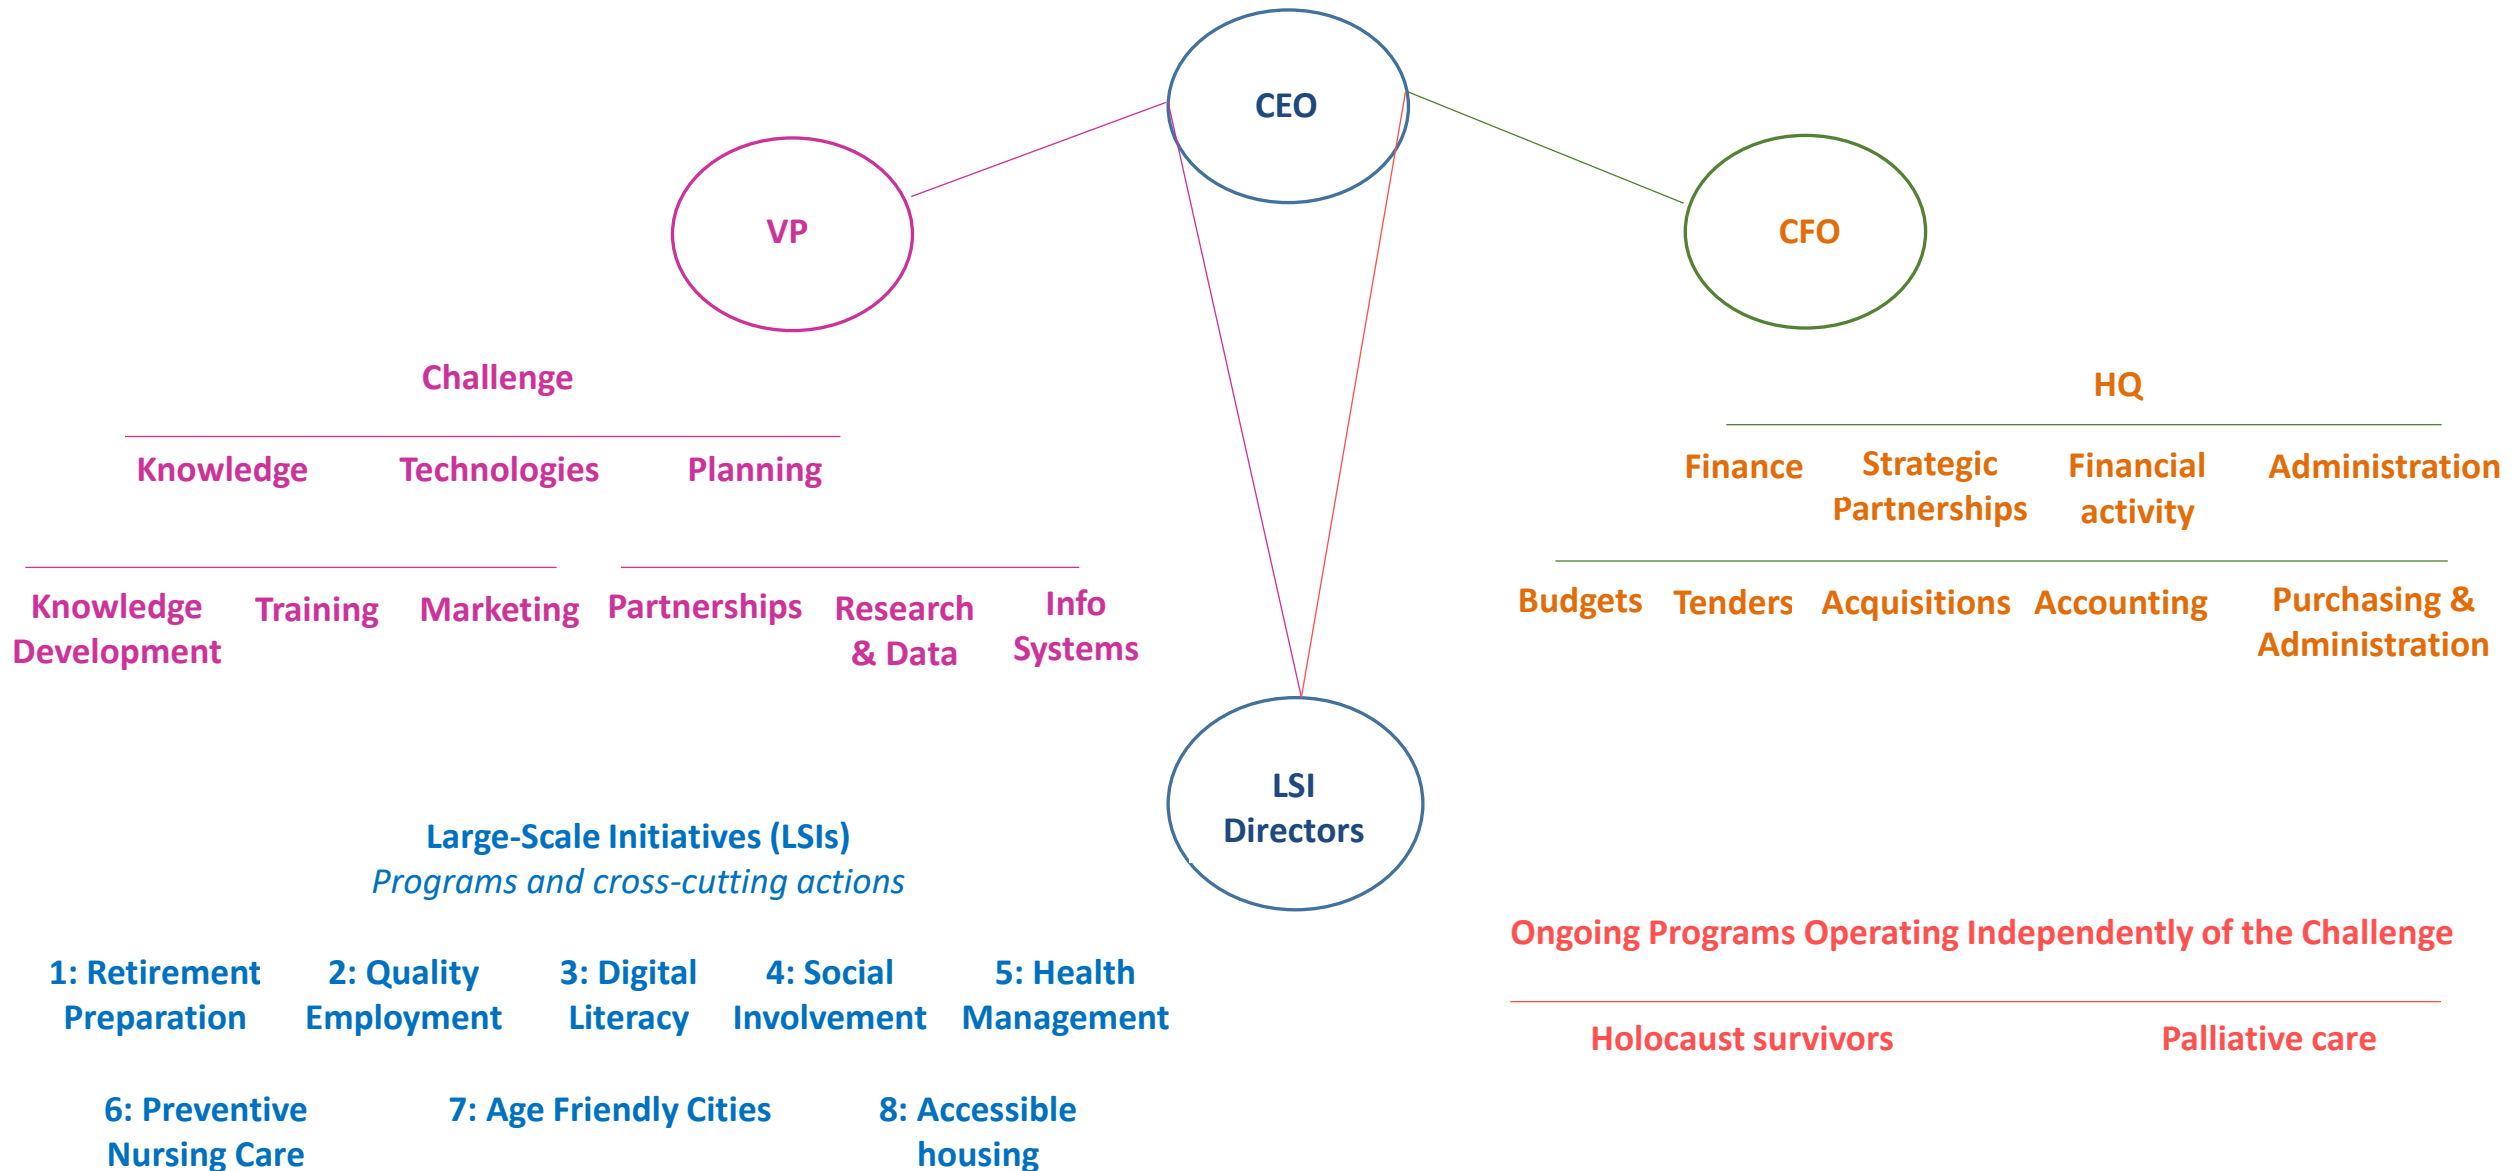 CEO
VP
CFO
Challenge
HQ
Knowledge
Technologies
Planning
Finance
Strategic
Partnerships
Financial
activity
Administration
Knowledge
Development
Training
Marketing
Partnerships
Research
& Data
Info
Systems
Budgets
Tenders
Acquisitions
Accounting
Purchasing &
Administration
LSI
Directors
Large-Scale Initiatives (LSIs)
Programs and cross-cutting actions
1: Retirement
Preparation
2: Quality
Employment
3: Digital
Literacy
4: Social
Involvement
5: Health
Management
6: Preventive
Nursing Care
7: Age Friendly Cities
8: Accessible
housing
Ongoing Programs Operating Independently of the Challenge
Holocaust survivors
Palliative care